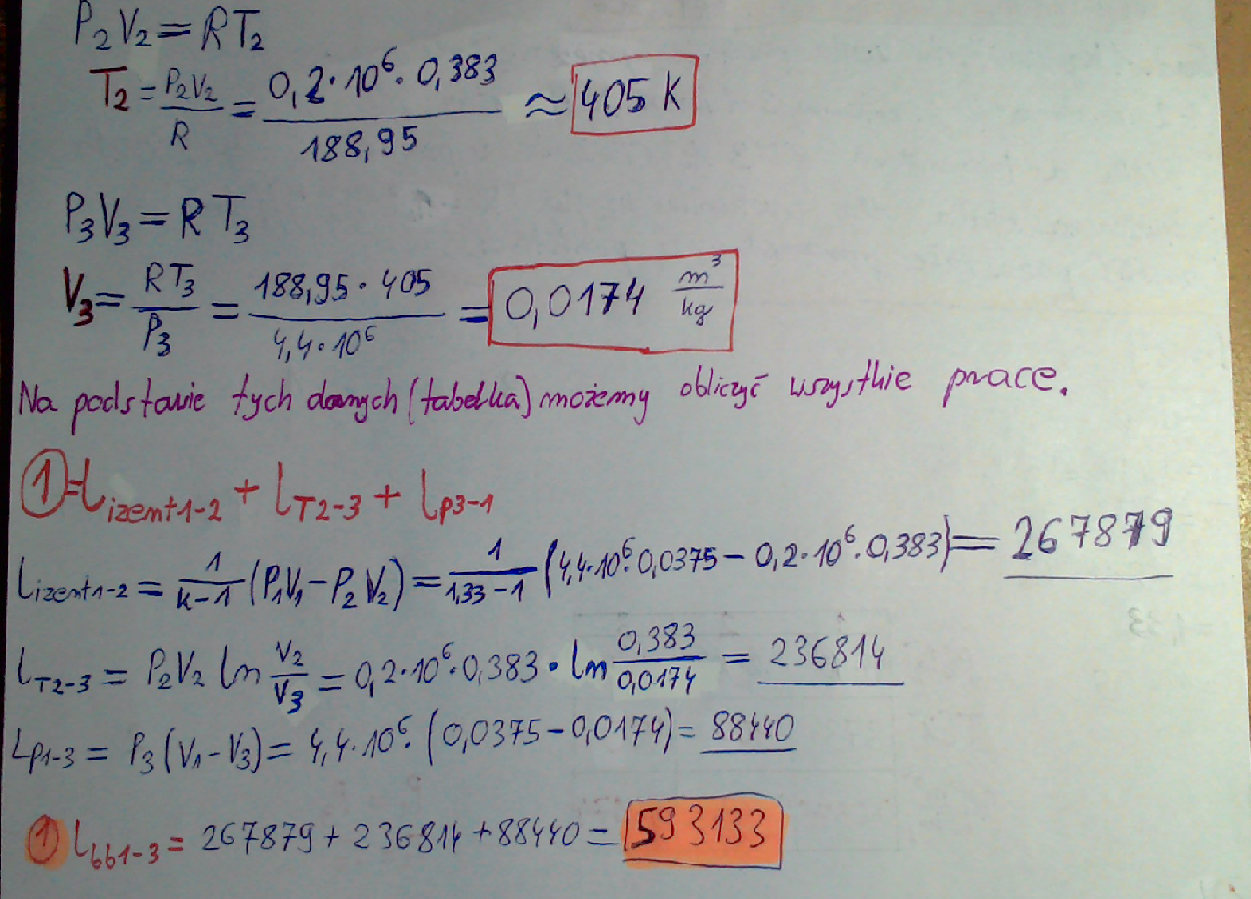 P₂V₂ = RT₂
T₂ = P₂V₂/R = 0,2·10⁶·0,383/188,95 ≈ 405 K
P₃V₃ = RT₃
V₃ = RT₃/P₃ = 188,95·405/4,4·10⁶ = 0,0174 m³/kg
Na podstawie tych danych (tabelka) możemy obliczyć wszystkie prace.
① = Lizent1-2 + LT2-3 + Lp3-1
Lizent1-2 = 1/k-1 (P₁V₁ - P₂V₂) = 1/1,33-1 (4,4·10⁶·0,0375 - 0,2·10⁶·0,383) = 267879
LT2-3 = P₂V₂ ln V₂/V₃ = 0,2·10⁶·0,383·ln 0,383/0,0174 = 236814
Lp1-3 = P₃(V₁-V₃) = 4,4·10⁶·(0,0375-0,0174) = 88440
① Lbb1-3 = 267879 + 236814 + 88440 = 593133